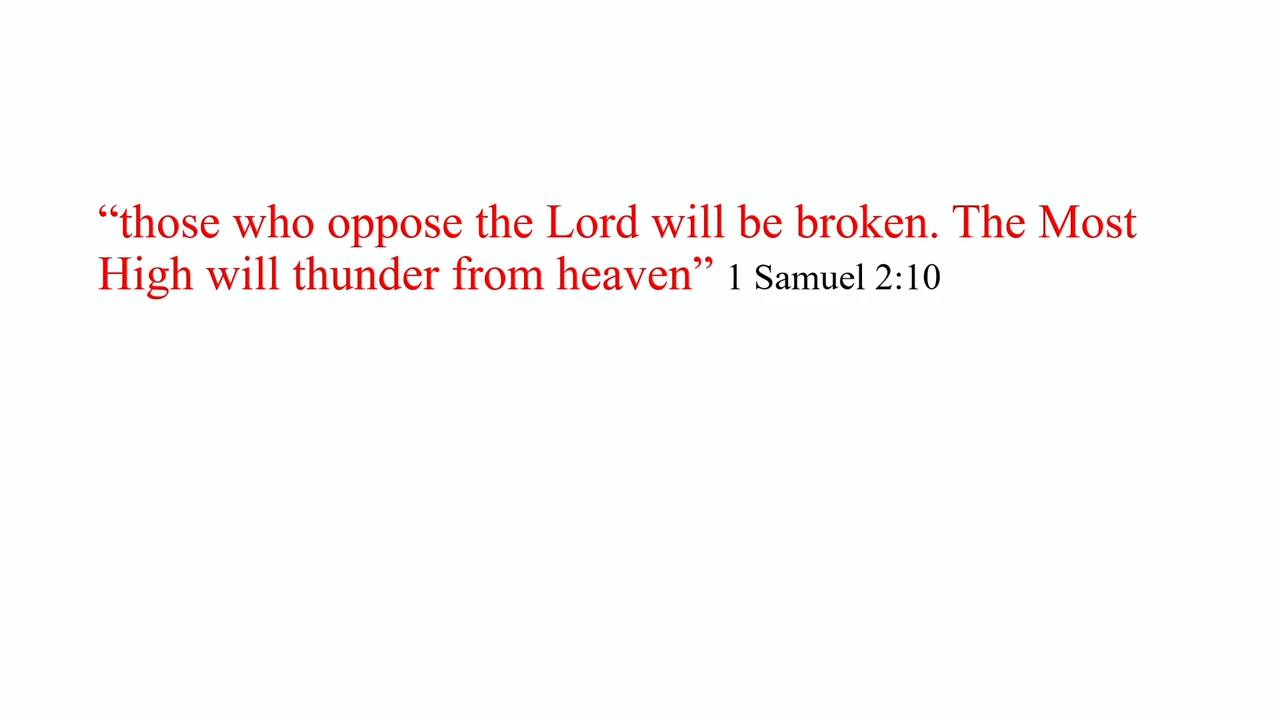 “those who oppose the Lord will be broken. The Most
High will thunder from heaven” 1 Samuel 2:10